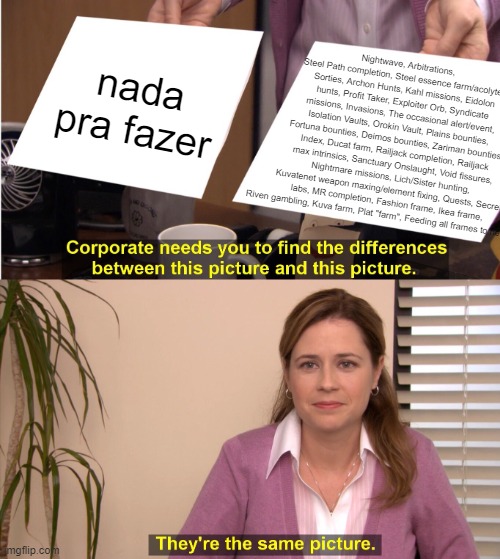 nada
pra fazer
Nightwave, Arbitrations,
Steel Path completion, Steel essence farm/acolyte
Sorties, Archon Hunts, Kahl missions, Eidolon
hunts, Profit Taker, Exploiter Orb, Syndicate
missions, Invasions, The occasional alert/event,
Isolation Vaults, Orokin Vault, Plains bounties,
Fortuna bounties, Deimos bounties, Zariman bounties
Index, Ducat farm, Railjack completion, Railjack
max intrinsics, Sanctuary Onslaught, Void fissures,
Nightmare missions, Lich/Sister hunting,
Kuva\tenet weapon maxing/element fixing, Quests,
labs, MR completion, Fashion frame, Ikea frame,
Riven gambling, Kuva farm, Plat "farm", Feeding all frames to
Corporate needs you to find the differences
between this picture and this picture.
They're the same picture.
imgflip.com